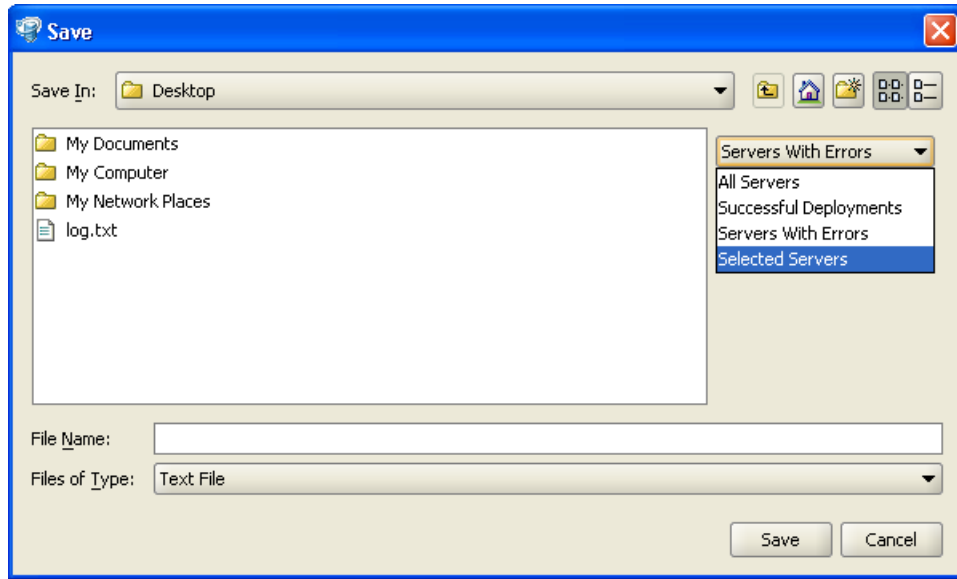 Save
Save In: Desktop
My Documents
My Computer
My Network Places
log.txt
Servers With Errors
All Servers
Successful Deployments
Servers With Errors
Selected Servers
File Name:
Files of Type: Text File
Save Cancel